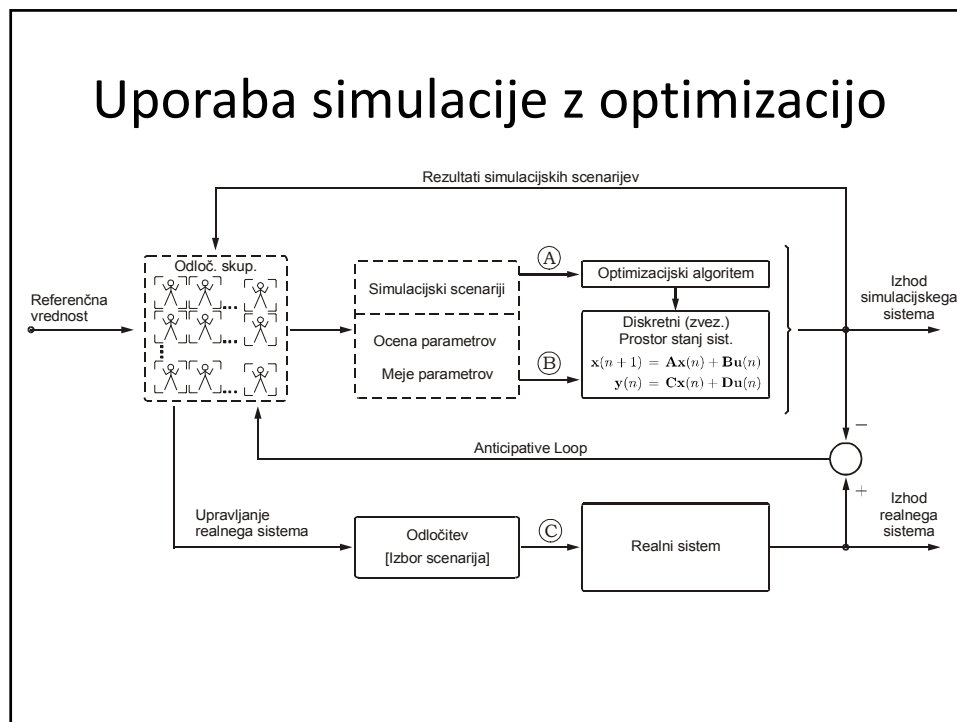 Uporaba simulacije z optimizacijo
Rezultati simulacijskih scenarijev
Odloč. skup.
Referenčna
vrednost
Simulacijski scenariji
Ocena parametrov
Meje parametrov
A
B
Optimizacijski algoritem
Diskretni (zvez.)
Prostor stanj sist.
x(n + 1) = Ax(n) + Bu(n)
y(n) = Cx(n) + Du(n)
Izhod
simulacijskega
sistema
−
Anticipative Loop
+
Upravljanje
realnega sistema
Odločitev
[Izbor scenarija]
C
Realni sistem
Izhod
realnega
sistema